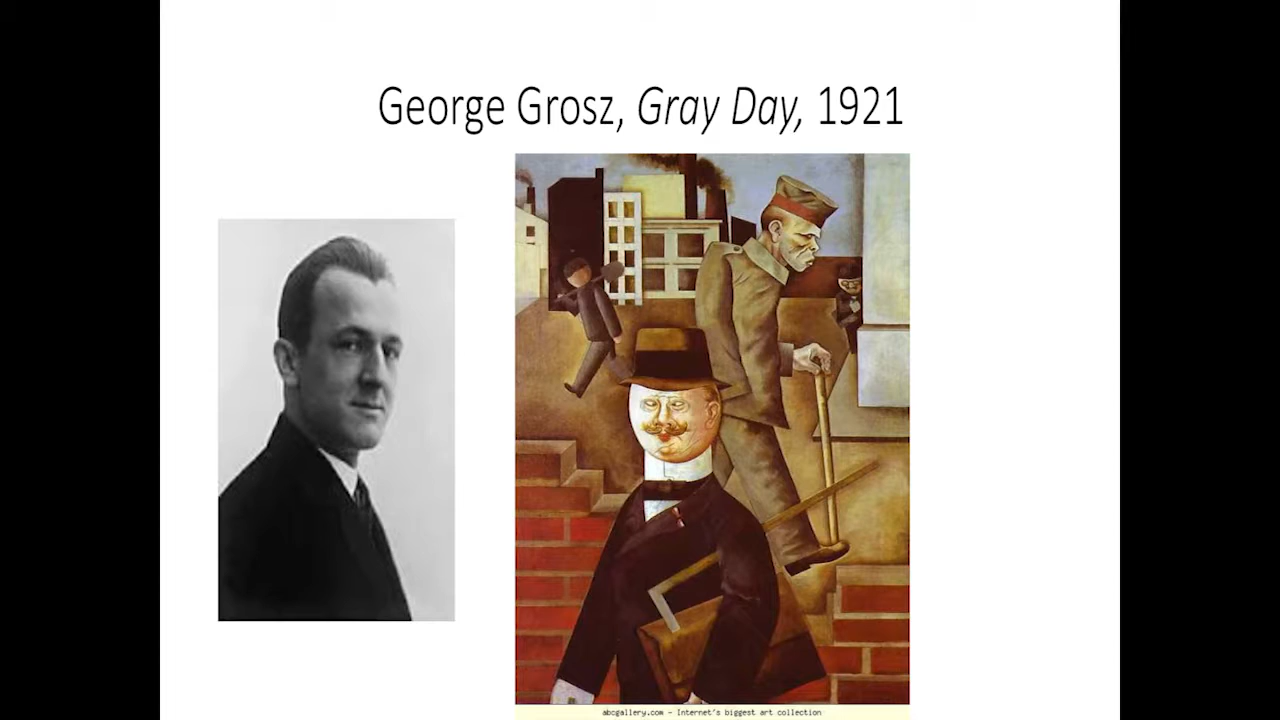 George Grosz, Gray Day, 1921
abcgallery.com - Internet's biggest art collection